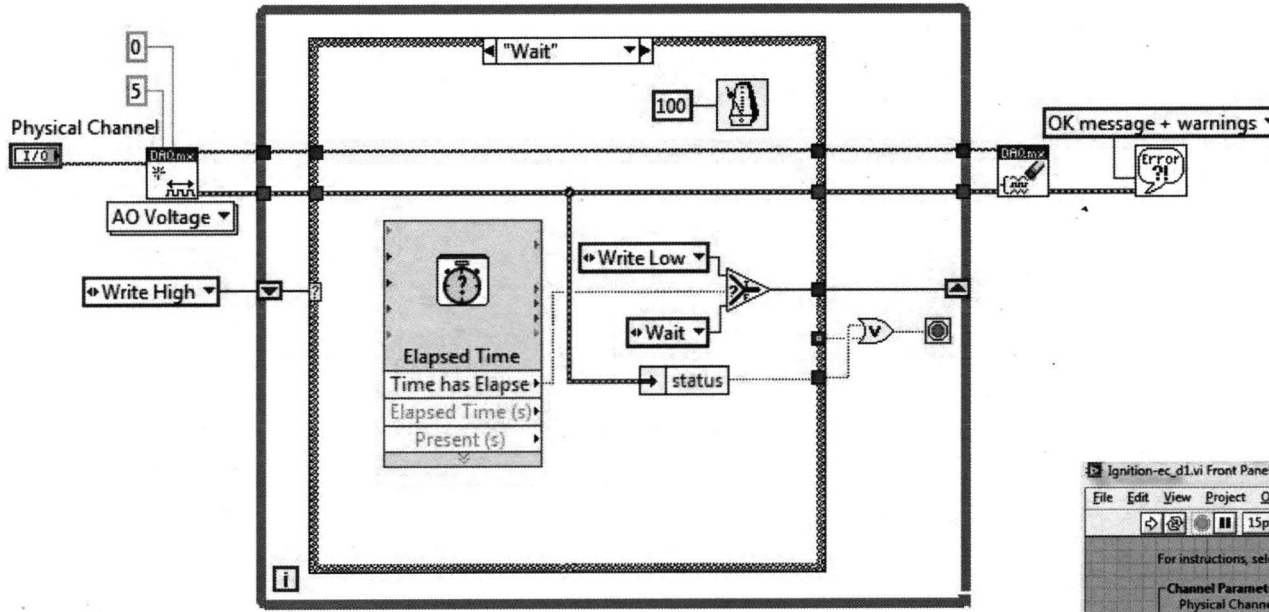 "Wait"
0
5
100
Physical Channel
I/O
DAQmx
AO Voltage
OK message + warnings
DAQmx
Error
?!
Write High
?
?
Elapsed Time
Time has Elapse
Elapsed Time (s)
Present (s)
Write Low
?
Wait
status
V
i
Ignition-ec_d1.vi Front Pane
File Edit View Project O
15p
For instructions, sel
Channel Paramet
Physical Channe